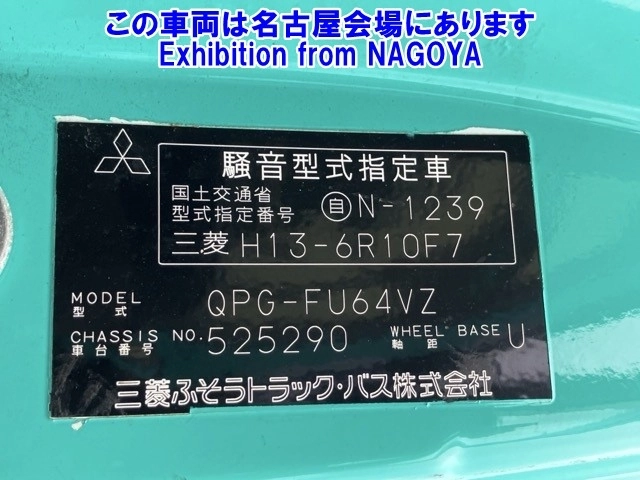 この車両は名古屋会場にあります
Exhibition from NAGOYA
騒音型式指定車
国土交通省
型式指定番号 自N-1239
三菱 H13-6R10F7
MODEL
型式 QPG-FU64VZ
CHASSIS NO. 525290 WHEEL BASE U
車台番号 軸距
三菱ふそうトラック・バス株式会社